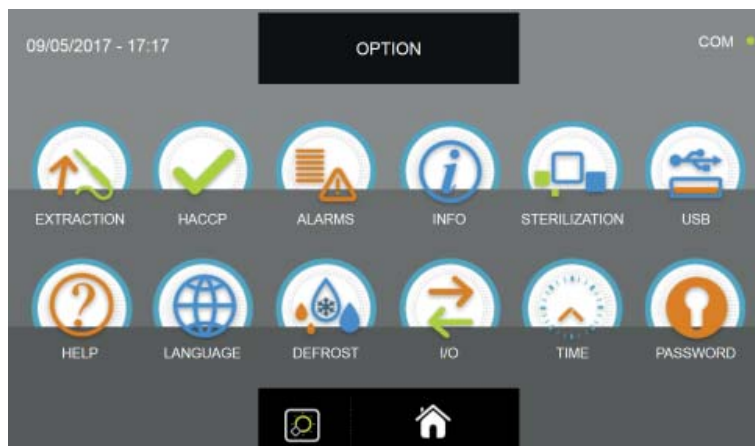 09/05/2017 - 17:17
OPTION
COM
EXTRACTION
HACCP
ALARMS
INFO
STERILIZATION
USB
HELP
LANGUAGE
DEFROST
I/O
TIME
PASSWORD